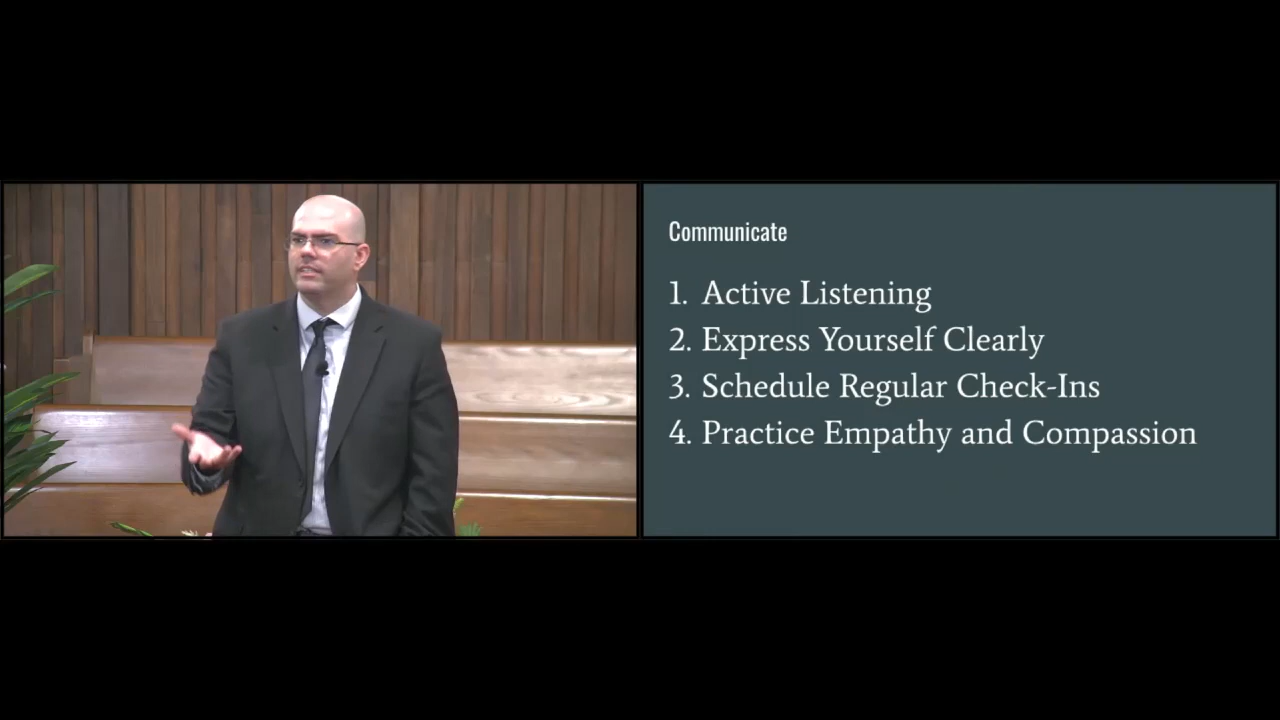 Communicate
1. Active Listening
2. Express Yourself Clearly
3. Schedule Regular Check-Ins
4. Practice Empathy and Compassion